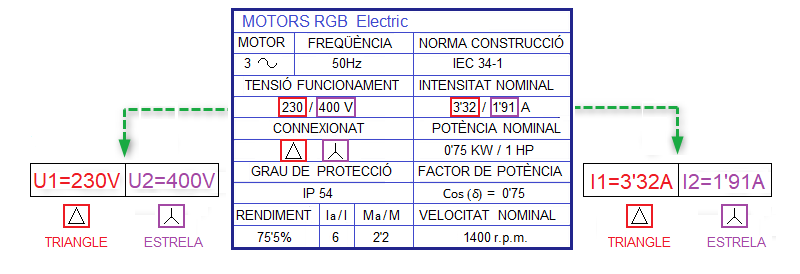 MOTORS RGB Electric
MOTOR FREQÜÈNCIA NORMA CONSTRUCCIÓ
3 50Hz IEC 34-1
TENSIÓ FUNCIONAMENT INTENSITAT NOMINAL
230 / 400 V 3'32 / 1'91 A
CONNEXIONAT POTÈNCIA NOMINAL
0'75 KW / 1 HP
GRAU DE PROTECCIÓ FACTOR DE POTÈNCIA
IP 54 Cos (δ) = 0'75
RENDIMENT Ia/I Ma/M VELOCITAT NOMINAL
75'5% 6 2'2 1400 r.p.m.
U1=230V U2=400V
TRIANGLE ESTRELA
I1=3'32A I2=1'91A
TRIANGLE ESTRELA